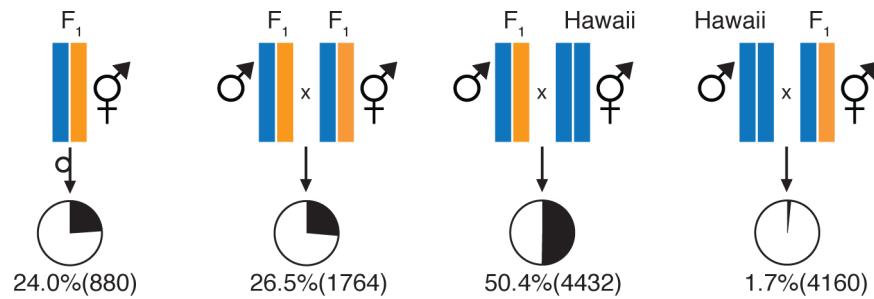 F₁
F₁ F₁
F₁ Hawaii
Hawaii F₁
x
x
x
24.0%(880)
26.5%(1764)
50.4%(4432)
1.7%(4160)